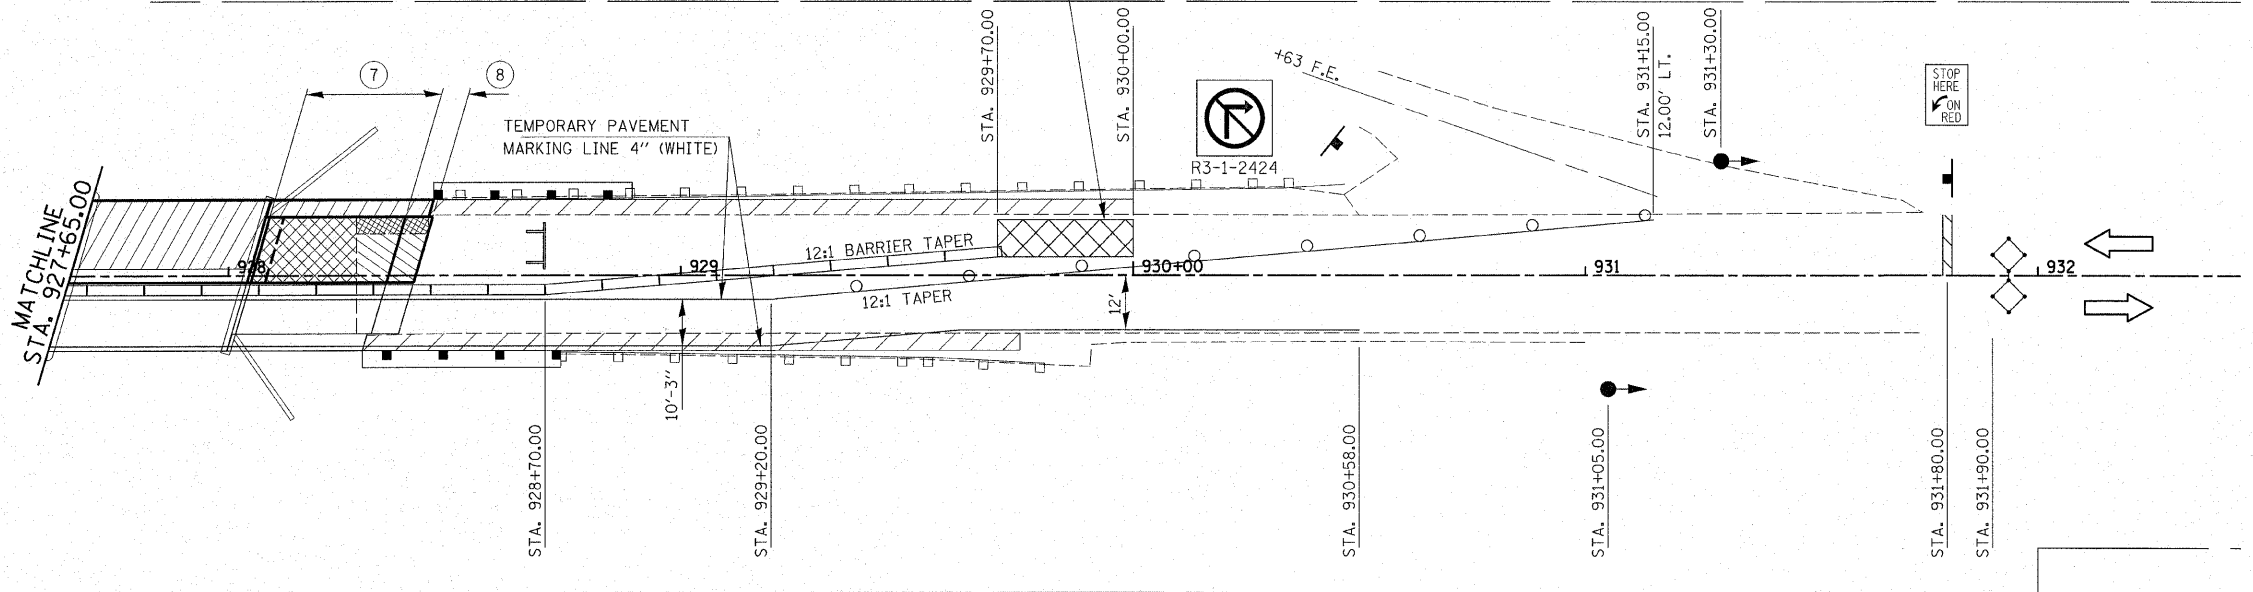 7
8
TEMPORARY PAVEMENT
MARKING LINE 4" (WHITE)
STA. 929+70.00
STA. 930+00.00
R3-1-2424
+63 F.E.
STA. 931+15.00
12.00' LT.
STA. 931+30.00
STOP
HERE
ON
RED
MATCHLINE
STA. 927+65.00
928
929
930+00
931
932
12:1 BARRIER TAPER
12:1 TAPER
12'
10'-3"
STA. 928+70.00
STA. 929+20.00
STA. 930+58.00
STA. 931+05.00
STA. 931+80.00
STA. 931+90.00